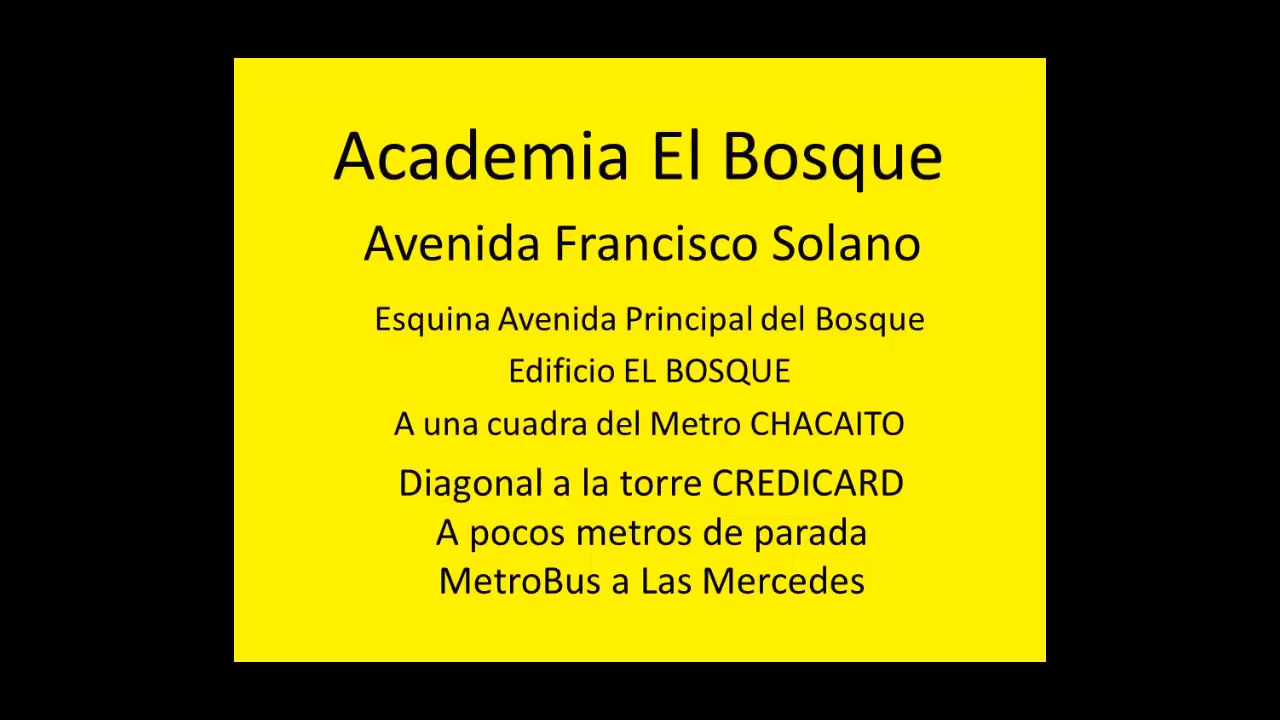 Academia El Bosque
Avenida Francisco Solano
Esquina Avenida Principal del Bosque
Edificio EL BOSQUE
A una cuadra del Metro CHACAITO
Diagonal a la torre CREDICARD
A pocos metros de parada
MetroBus a Las Mercedes